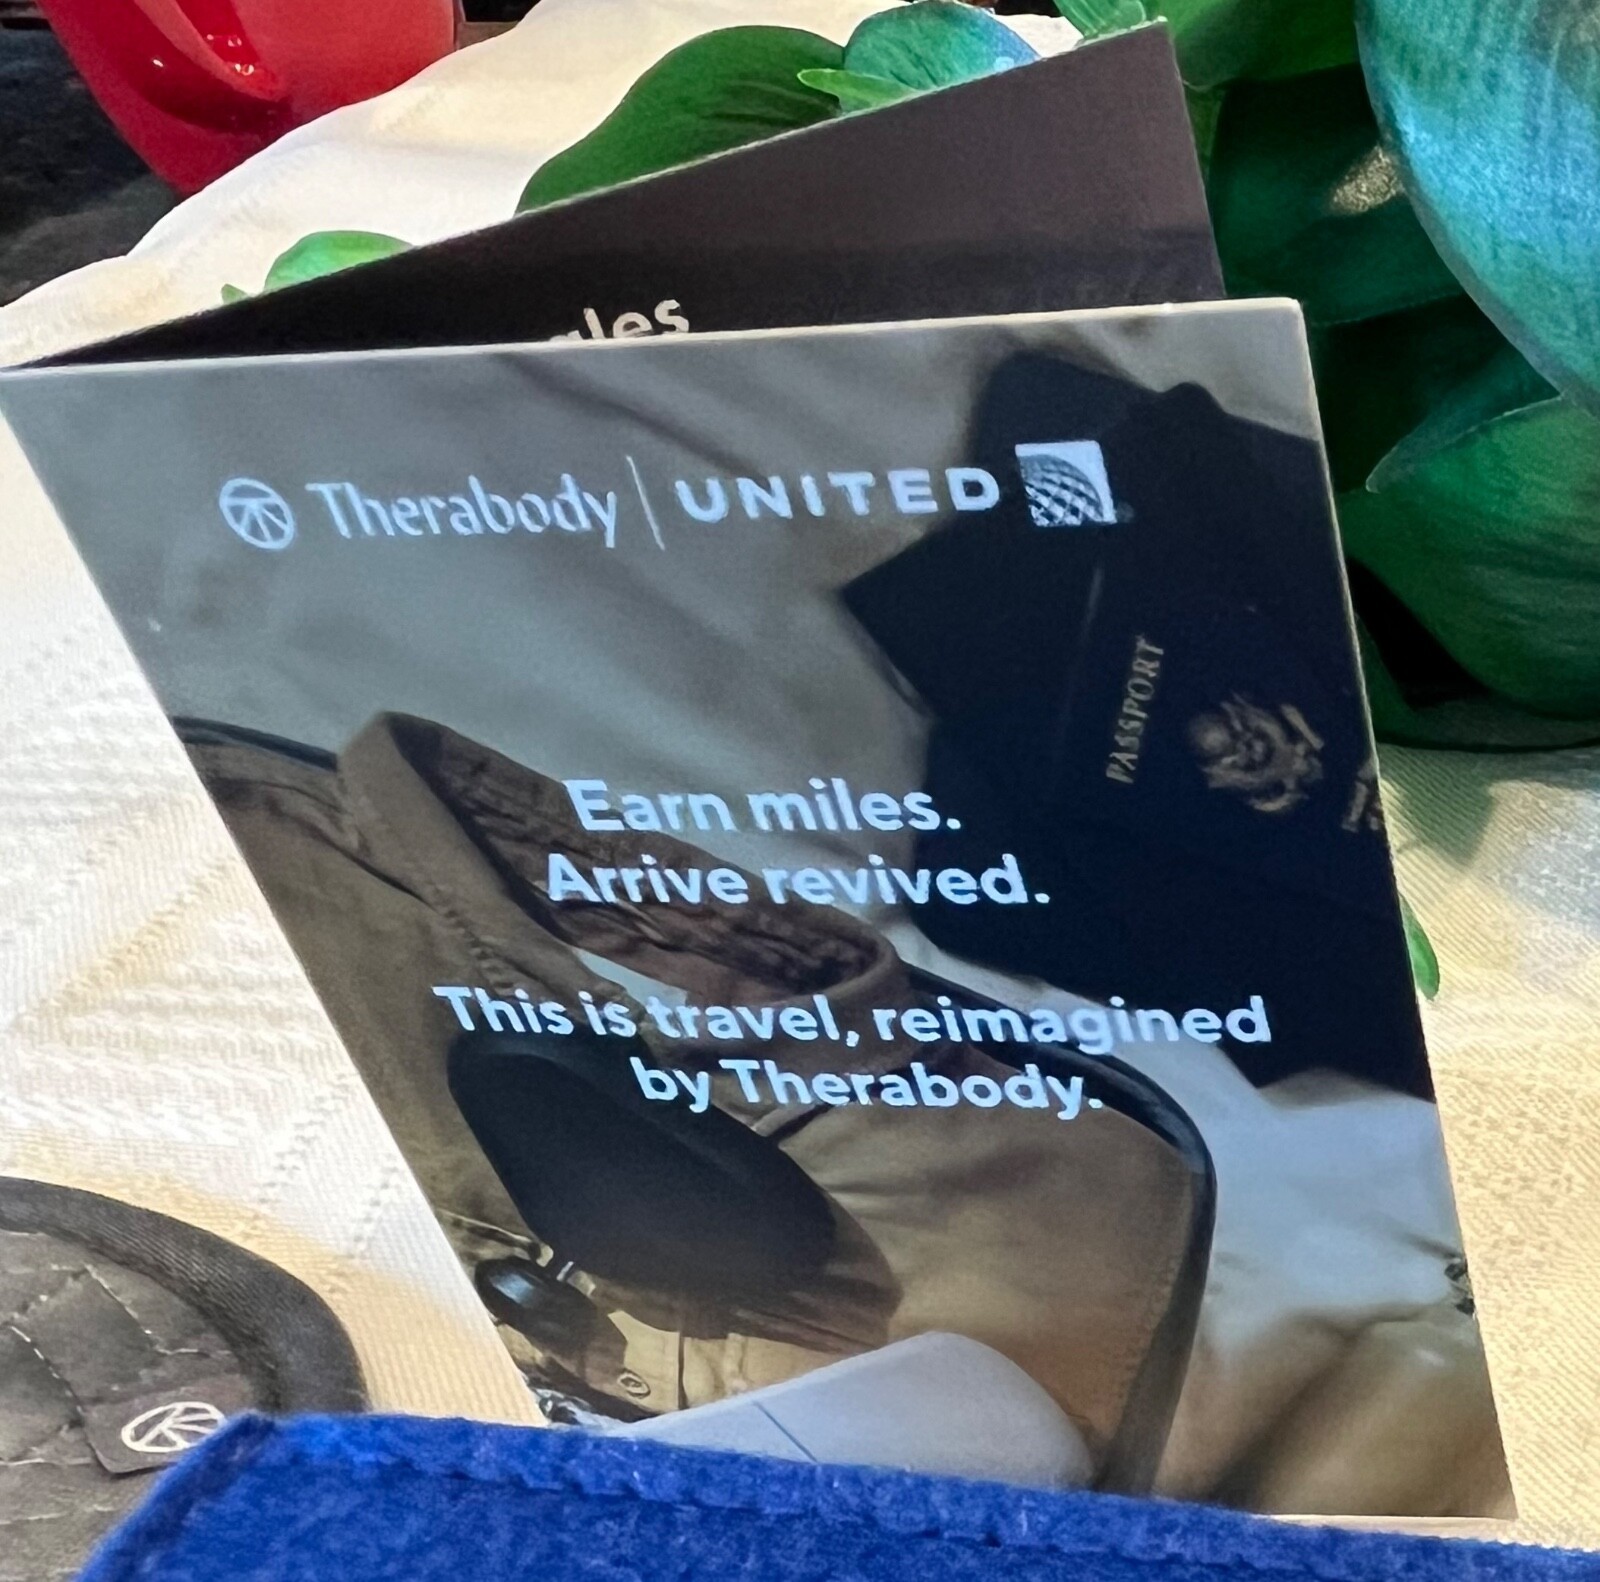 Therabody | UNITED
PASSPORT
Earn miles.
Arrive revived.
This is travel, reimagined
by Therabody.